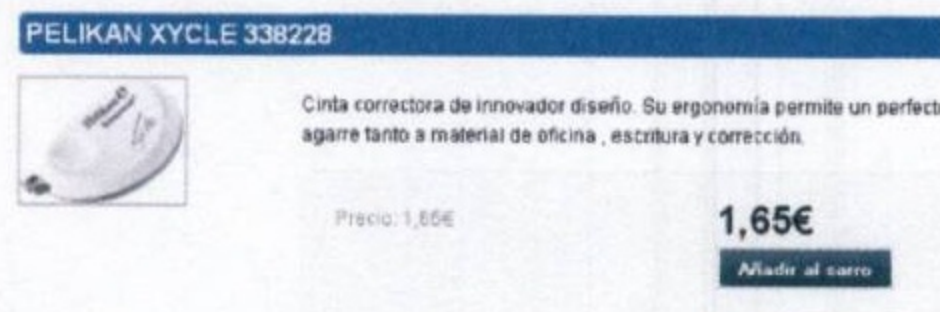 PELIKAN XYCLE 338228
Cinta correctora de innovador diseño. Su ergonomía permite un perfecto
agarre tanto a material de oficina , escritura y corrección.
Precio: 1,65€
1,65€
Añadir al carro